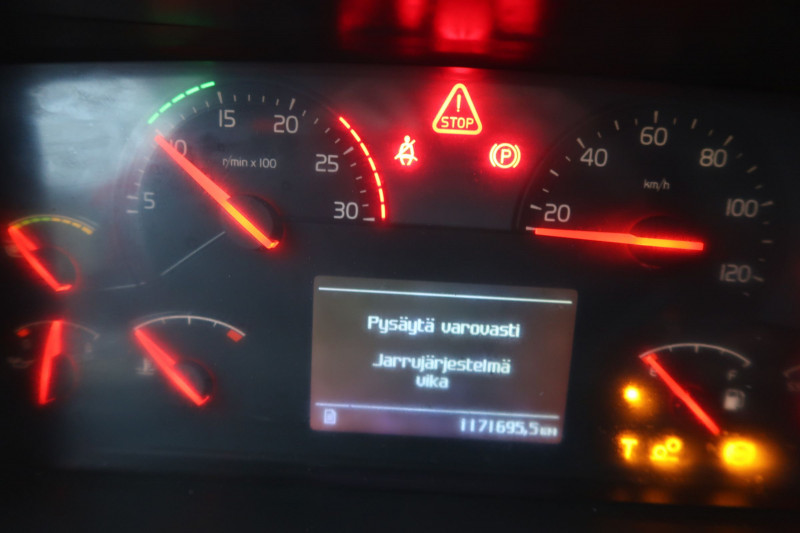 STOP
P
5
10
15
20
25
30
r/min x 100
20
40
60
80
100
120
km/h
Pysäytä varovasti
Jarrujärjestelmä
vika
1171695,5 KM
F
T